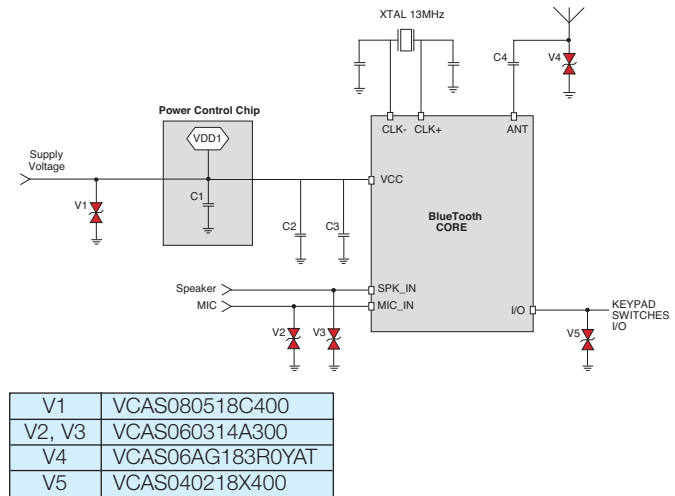 XTAL 13MHz
C4
V4
Power Control Chip
VDD1
CLK- CLK+
ANT
Supply
Voltage
VCC
V1
C1
C2
C3
BlueTooth
CORE
Speaker
SPK_IN
MIC
MIC_IN
I/O
KEYPAD
SWITCHES
I/O
V2
V3
V5
V1 VCAS080518C400
V2, V3 VCAS060314A300
V4 VCAS06AG183R0YAT
V5 VCAS040218X400